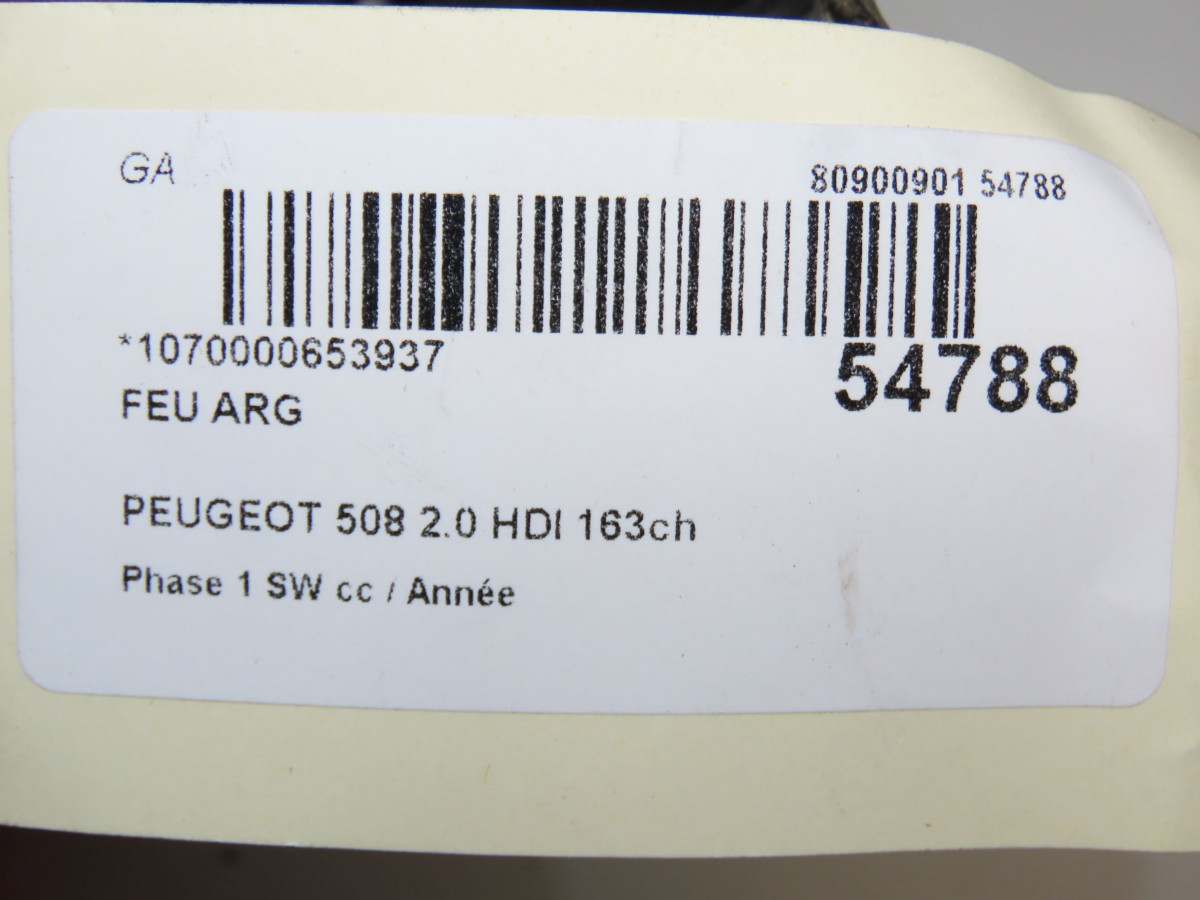 GA
80900901 54788
*1070000653937
54788
FEU ARG
PEUGEOT 508 2.0 HDI 163ch
Phase 1 SW cc / Année